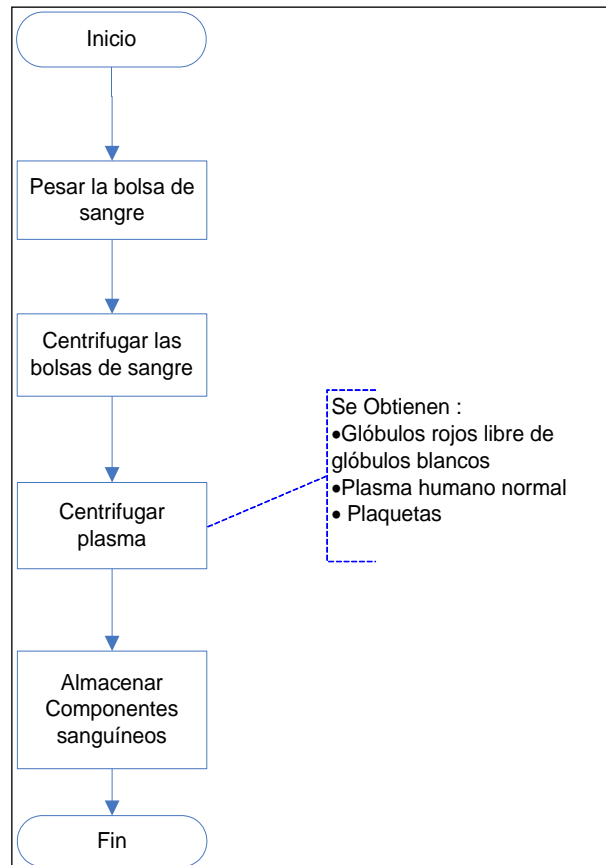 Inicio
Pesar la bolsa de
sangre
Centrifugar las
bolsas de sangre
Se Obtienen :
•Glóbulos rojos libre de
glóbulos blancos
•Plasma humano normal
• Plaquetas
Centrifugar
plasma
Almacenar
Componentes
sanguíneos
Fin